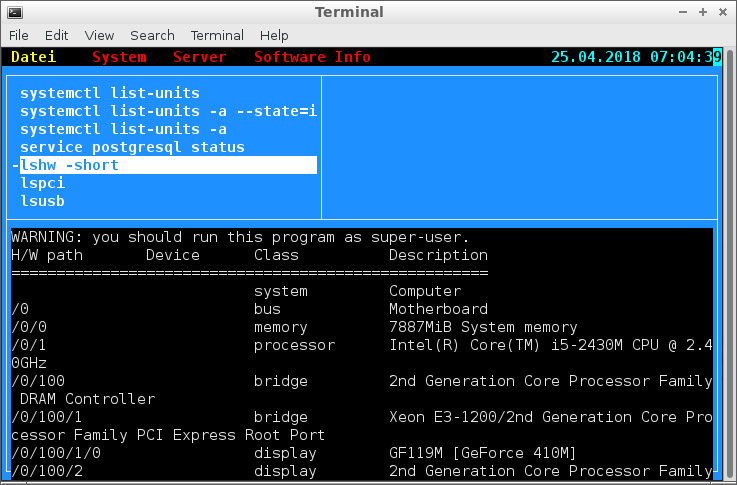 Terminal
File Edit View Search Terminal Help
Datei System Server Software Info 25.04.2018 07:04:39
systemctl list-units
systemctl list-units -a --state=i
systemctl list-units -a
service postgresql status
-lshw -short
lspci
lsusb
WARNING: you should run this program as super-user.
H/W path Device Class Description
=====================================================
system Computer
/0 bus Motherboard
/0/0 memory 7887MiB System memory
/0/1 processor Intel(R) Core(TM) i5-2430M CPU @ 2.4
0GHz
/0/100 bridge 2nd Generation Core Processor Family
DRAM Controller
/0/100/1 bridge Xeon E3-1200/2nd Generation Core Pro
cessor Family PCI Express Root Port
/0/100/1/0 display GF119M [GeForce 410M]
/0/100/2 display 2nd Generation Core Processor Family